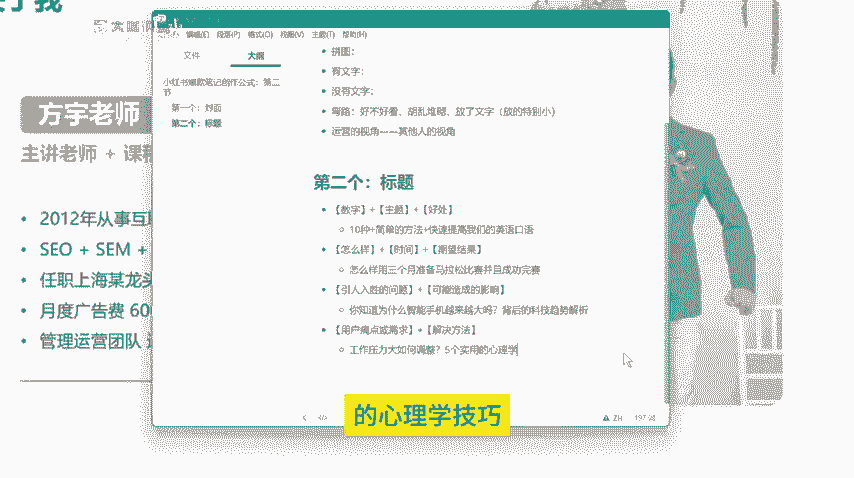 方宇老师
主讲老师 + 课程
2012年从事互联
SEO + SEM +
任职上海某龙头
月度广告费 600
管理运营团队
编辑(E) 段落(P) 格式(O) 视图(V) 主题(T) 帮助(H)
文件 大纲
小红书爆款笔记创作公式：第二节
第一个：封面
第二个：标题
拼图：
有文字：
没有文字：
弯路：好不好看、胡乱堆砌、放了文字（放的特别小）
运营的视角——其他人的视角
第二个：标题
【数字】+【主题】+【好处】
10种+简单的方法+快速提高我们的英语口语
【怎么样】+【时间】+【期望结果】
怎么样用三个月准备马拉松比赛并且成功完赛
【引人入胜的问题】+【可能造成的影响】
你知道为什么智能手机越来越大吗？背后的科技趋势解析
【用户痛点或需求】+【解决方法】
工作压力大如何调整？5个实用的心理学
的心理学技巧
ZH